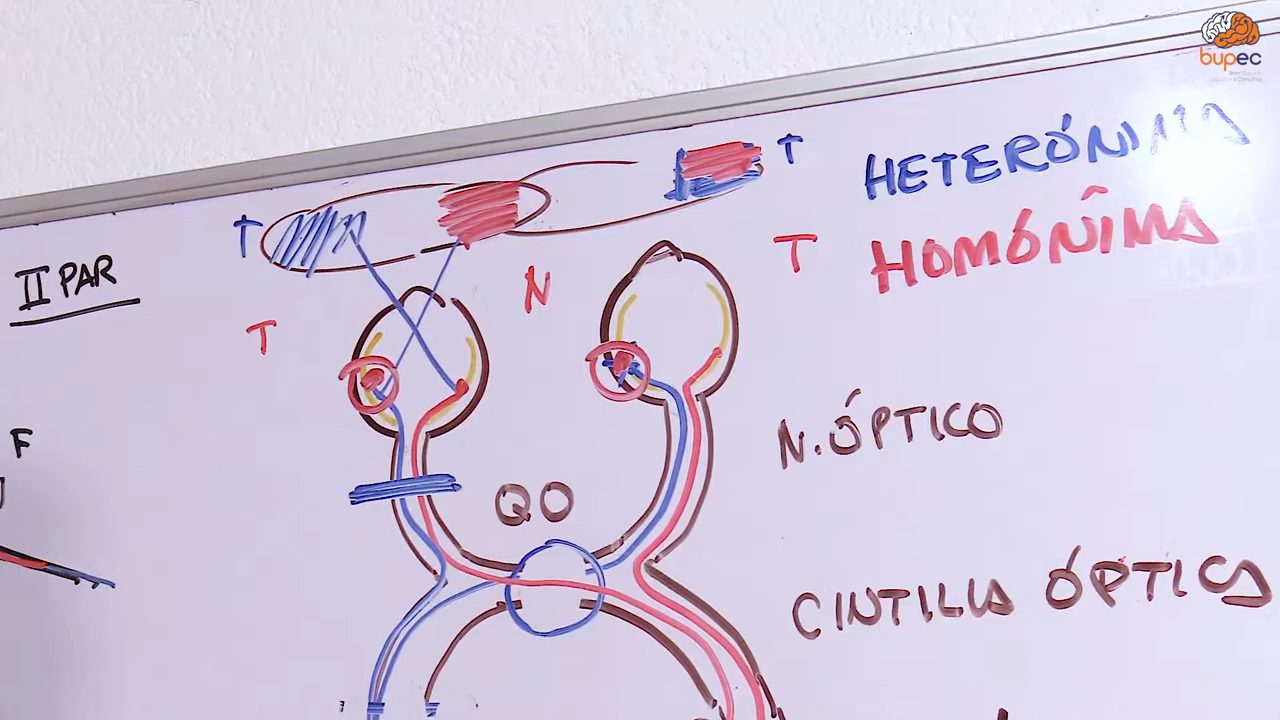 bupec
HETERÓNIMA
HOMÓNIMA
T
T
II PAR
T
N
T
F
N. ÓPTICO
QO
CINTILLA ÓPTICA